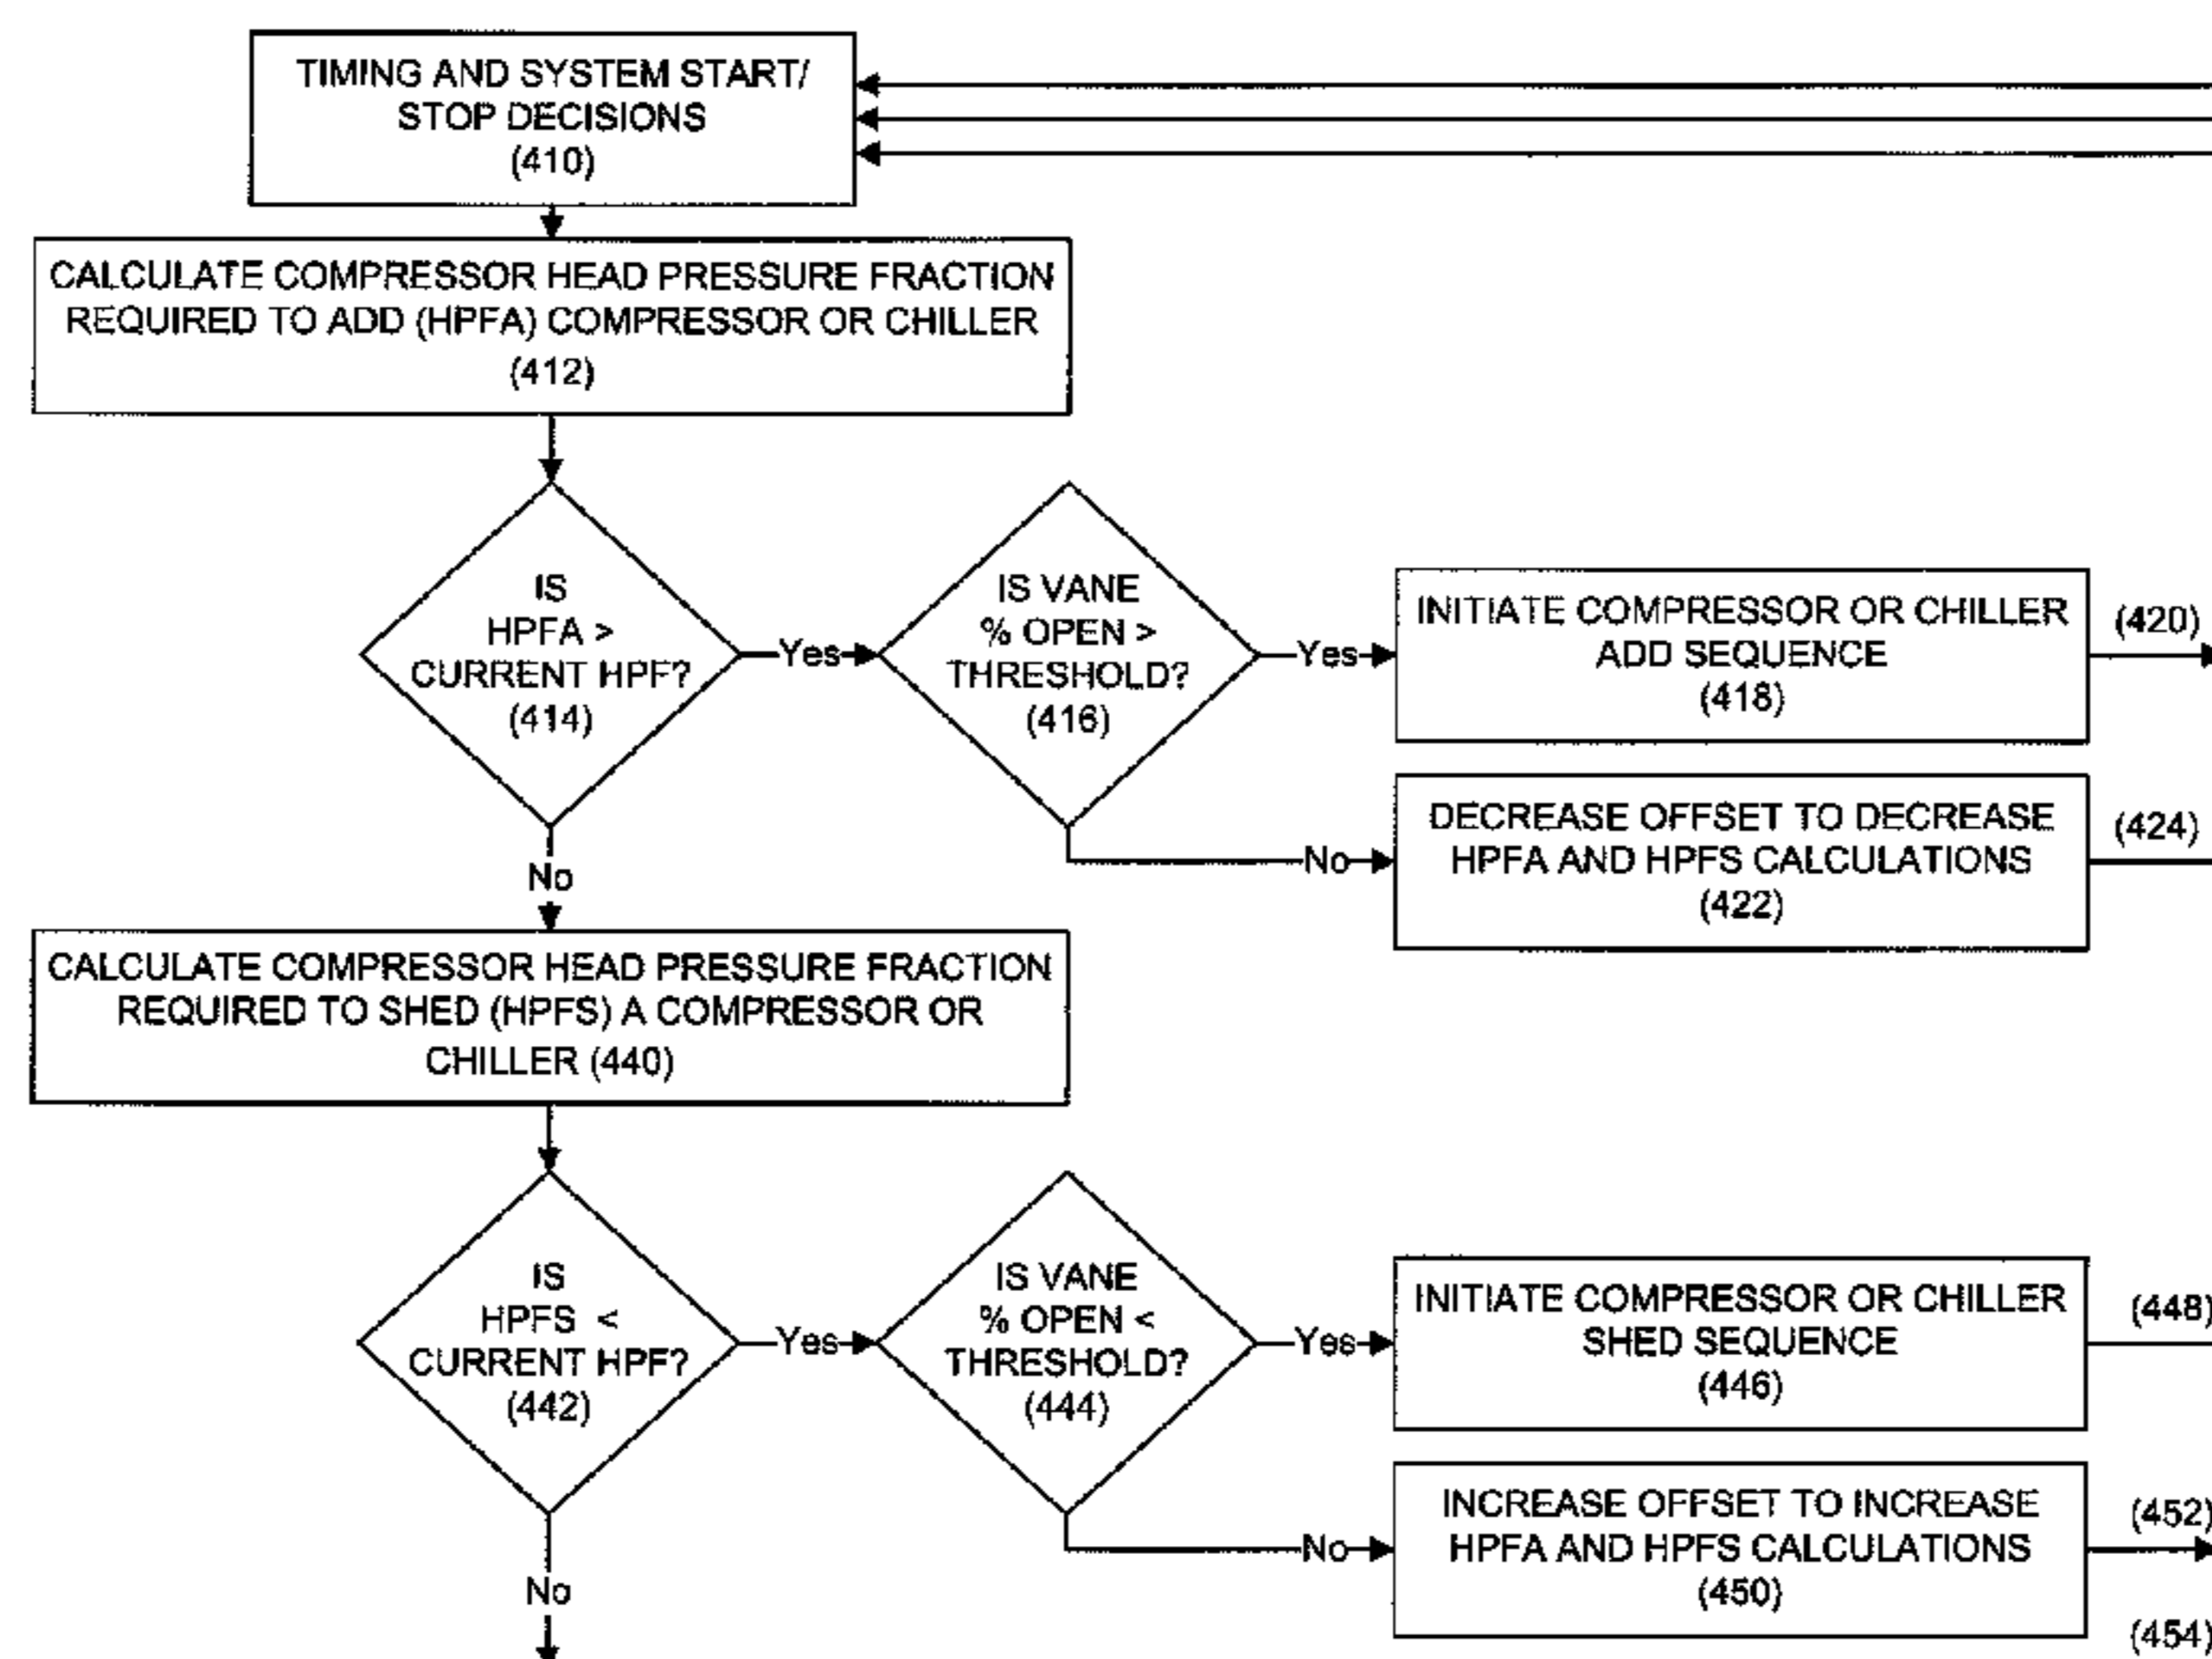 TIMING AND SYSTEM START/
STOP DECISIONS
(410)
CALCULATE COMPRESSOR HEAD PRESSURE FRACTION
REQUIRED TO ADD (HPFA) COMPRESSOR OR CHILLER
(412)
IS
HPFA >
CURRENT HPF?
(414)
Yes
IS VANE
% OPEN >
THRESHOLD?
(416)
Yes
INITIATE COMPRESSOR OR CHILLER
ADD SEQUENCE
(418)
(420)
No
DECREASE OFFSET TO DECREASE
HPFA AND HPFS CALCULATIONS
(422)
(424)
No
CALCULATE COMPRESSOR HEAD PRESSURE FRACTION
REQUIRED TO SHED (HPFS) A COMPRESSOR OR
CHILLER (440)
IS
HPFS <
CURRENT HPF?
(442)
Yes
IS VANE
% OPEN <
THRESHOLD?
(444)
Yes
INITIATE COMPRESSOR OR CHILLER
SHED SEQUENCE
(446)
(448)
No
INCREASE OFFSET TO INCREASE
HPFA AND HPFS CALCULATIONS
(450)
(452)
No
(454)